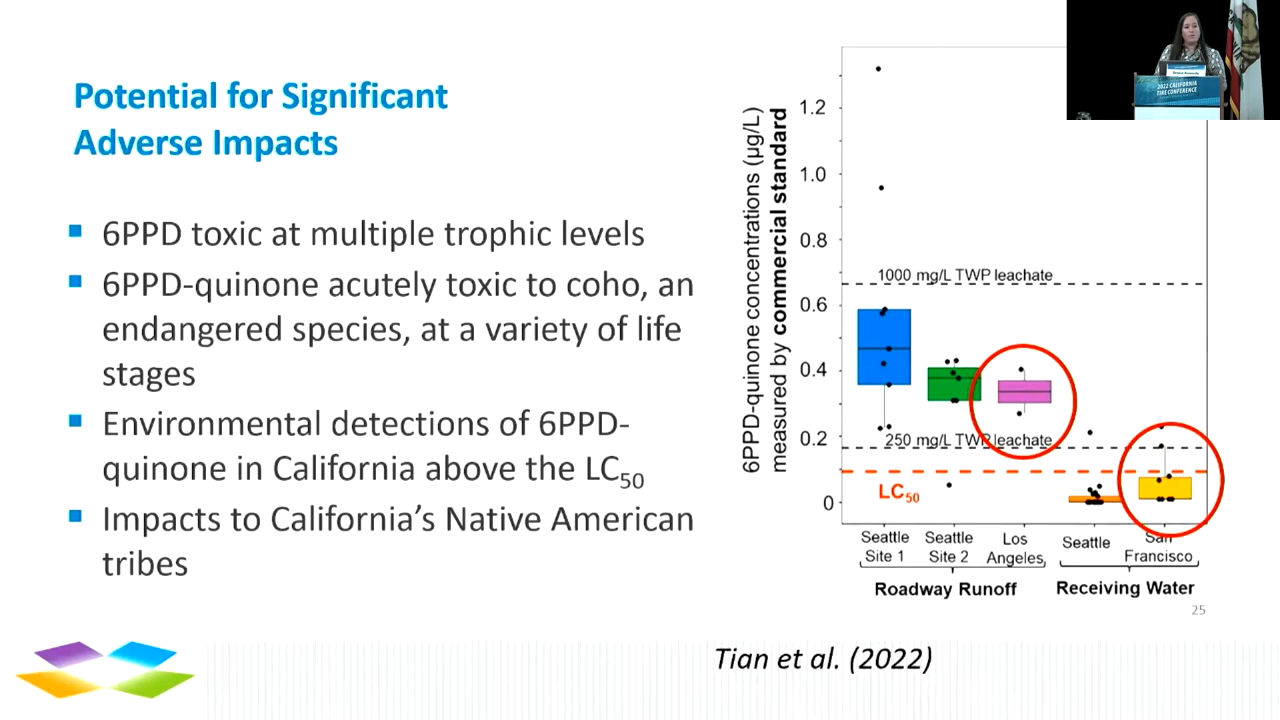 Potential for Significant
Adverse Impacts
6PPD toxic at multiple trophic levels
6PPD-quinone acutely toxic to coho, an
endangered species, at a variety of life
stages
Environmental detections of 6PPD-
quinone in California above the LC50
Impacts to California's Native American
tribes
6PPD-quinone concentrations (µg/L)
measured by commercial standard
1.2
1.0
0.8
0.6
0.4
0.2
0
1000 mg/L TWP leachate
250 mg/L TWP leachate
LC50
Seattle
Site 1
Seattle
Site 2
Los
Angeles
Seattle
San
Francisco
Roadway Runoff
Receiving Water
25
Tian et al. (2022)
2022 CALIFORNIA
TIRE CONFERENCE